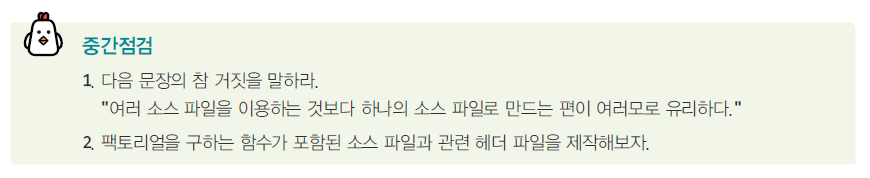 중간점검
1. 다음 문장의 참 거짓을 말하라.
"여러 소스 파일을 이용하는 것보다 하나의 소스 파일로 만드는 편이 여러모로 유리하다."
2. 팩토리얼을 구하는 함수가 포함된 소스 파일과 관련 헤더 파일을 제작해보자.